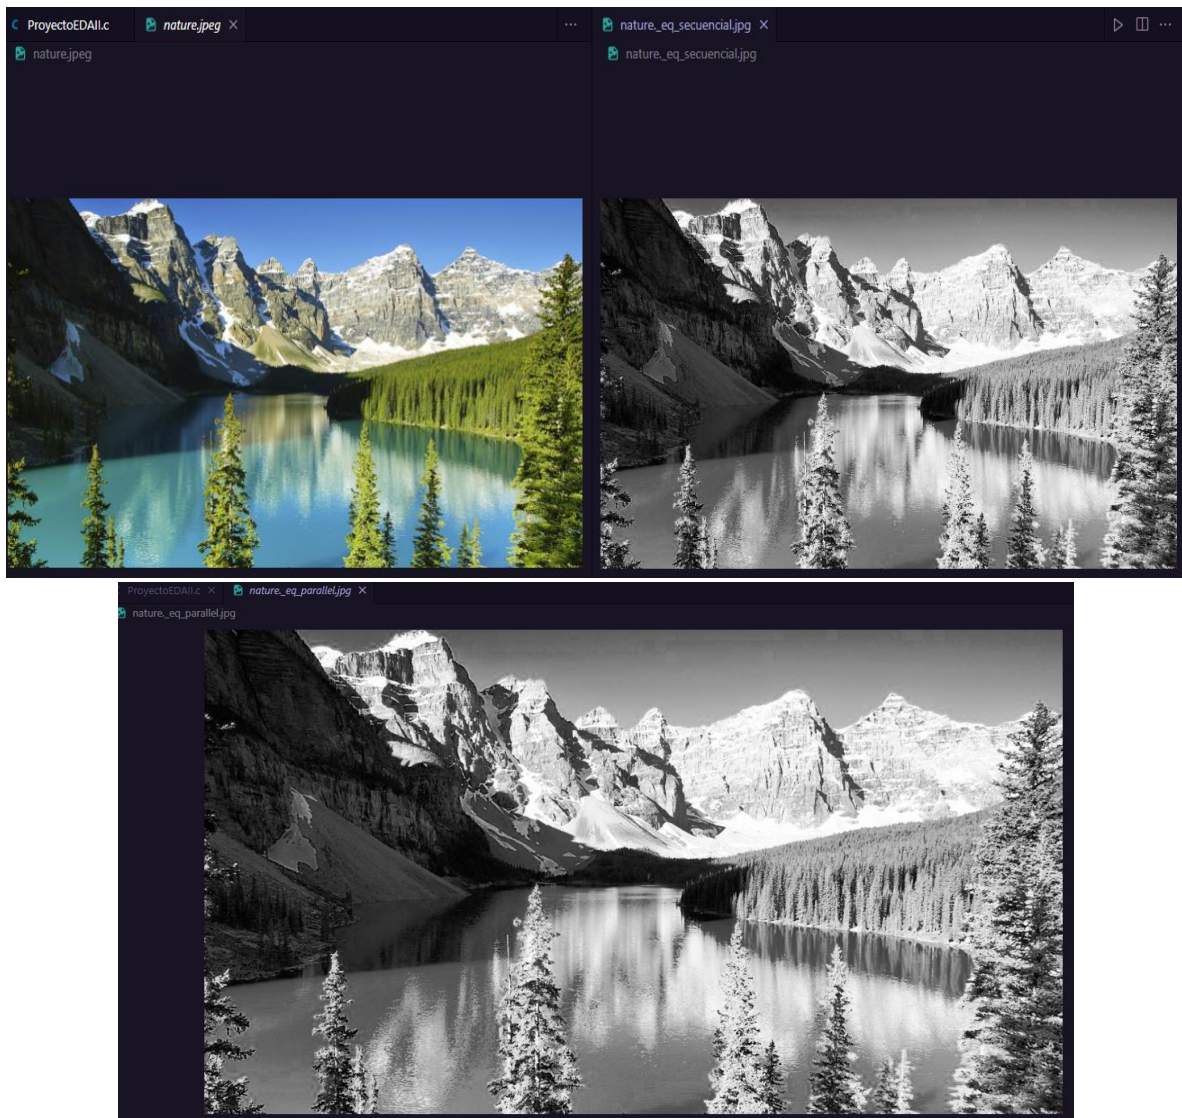 ProyectoEDAII.c nature.jpeg
nature._eq_secuencial.jpg
nature.jpeg
nature._eq_secuencial.jpg
ProyectoEDAII.c nature._eq_parallel.jpg
nature._eq_parallel.jpg